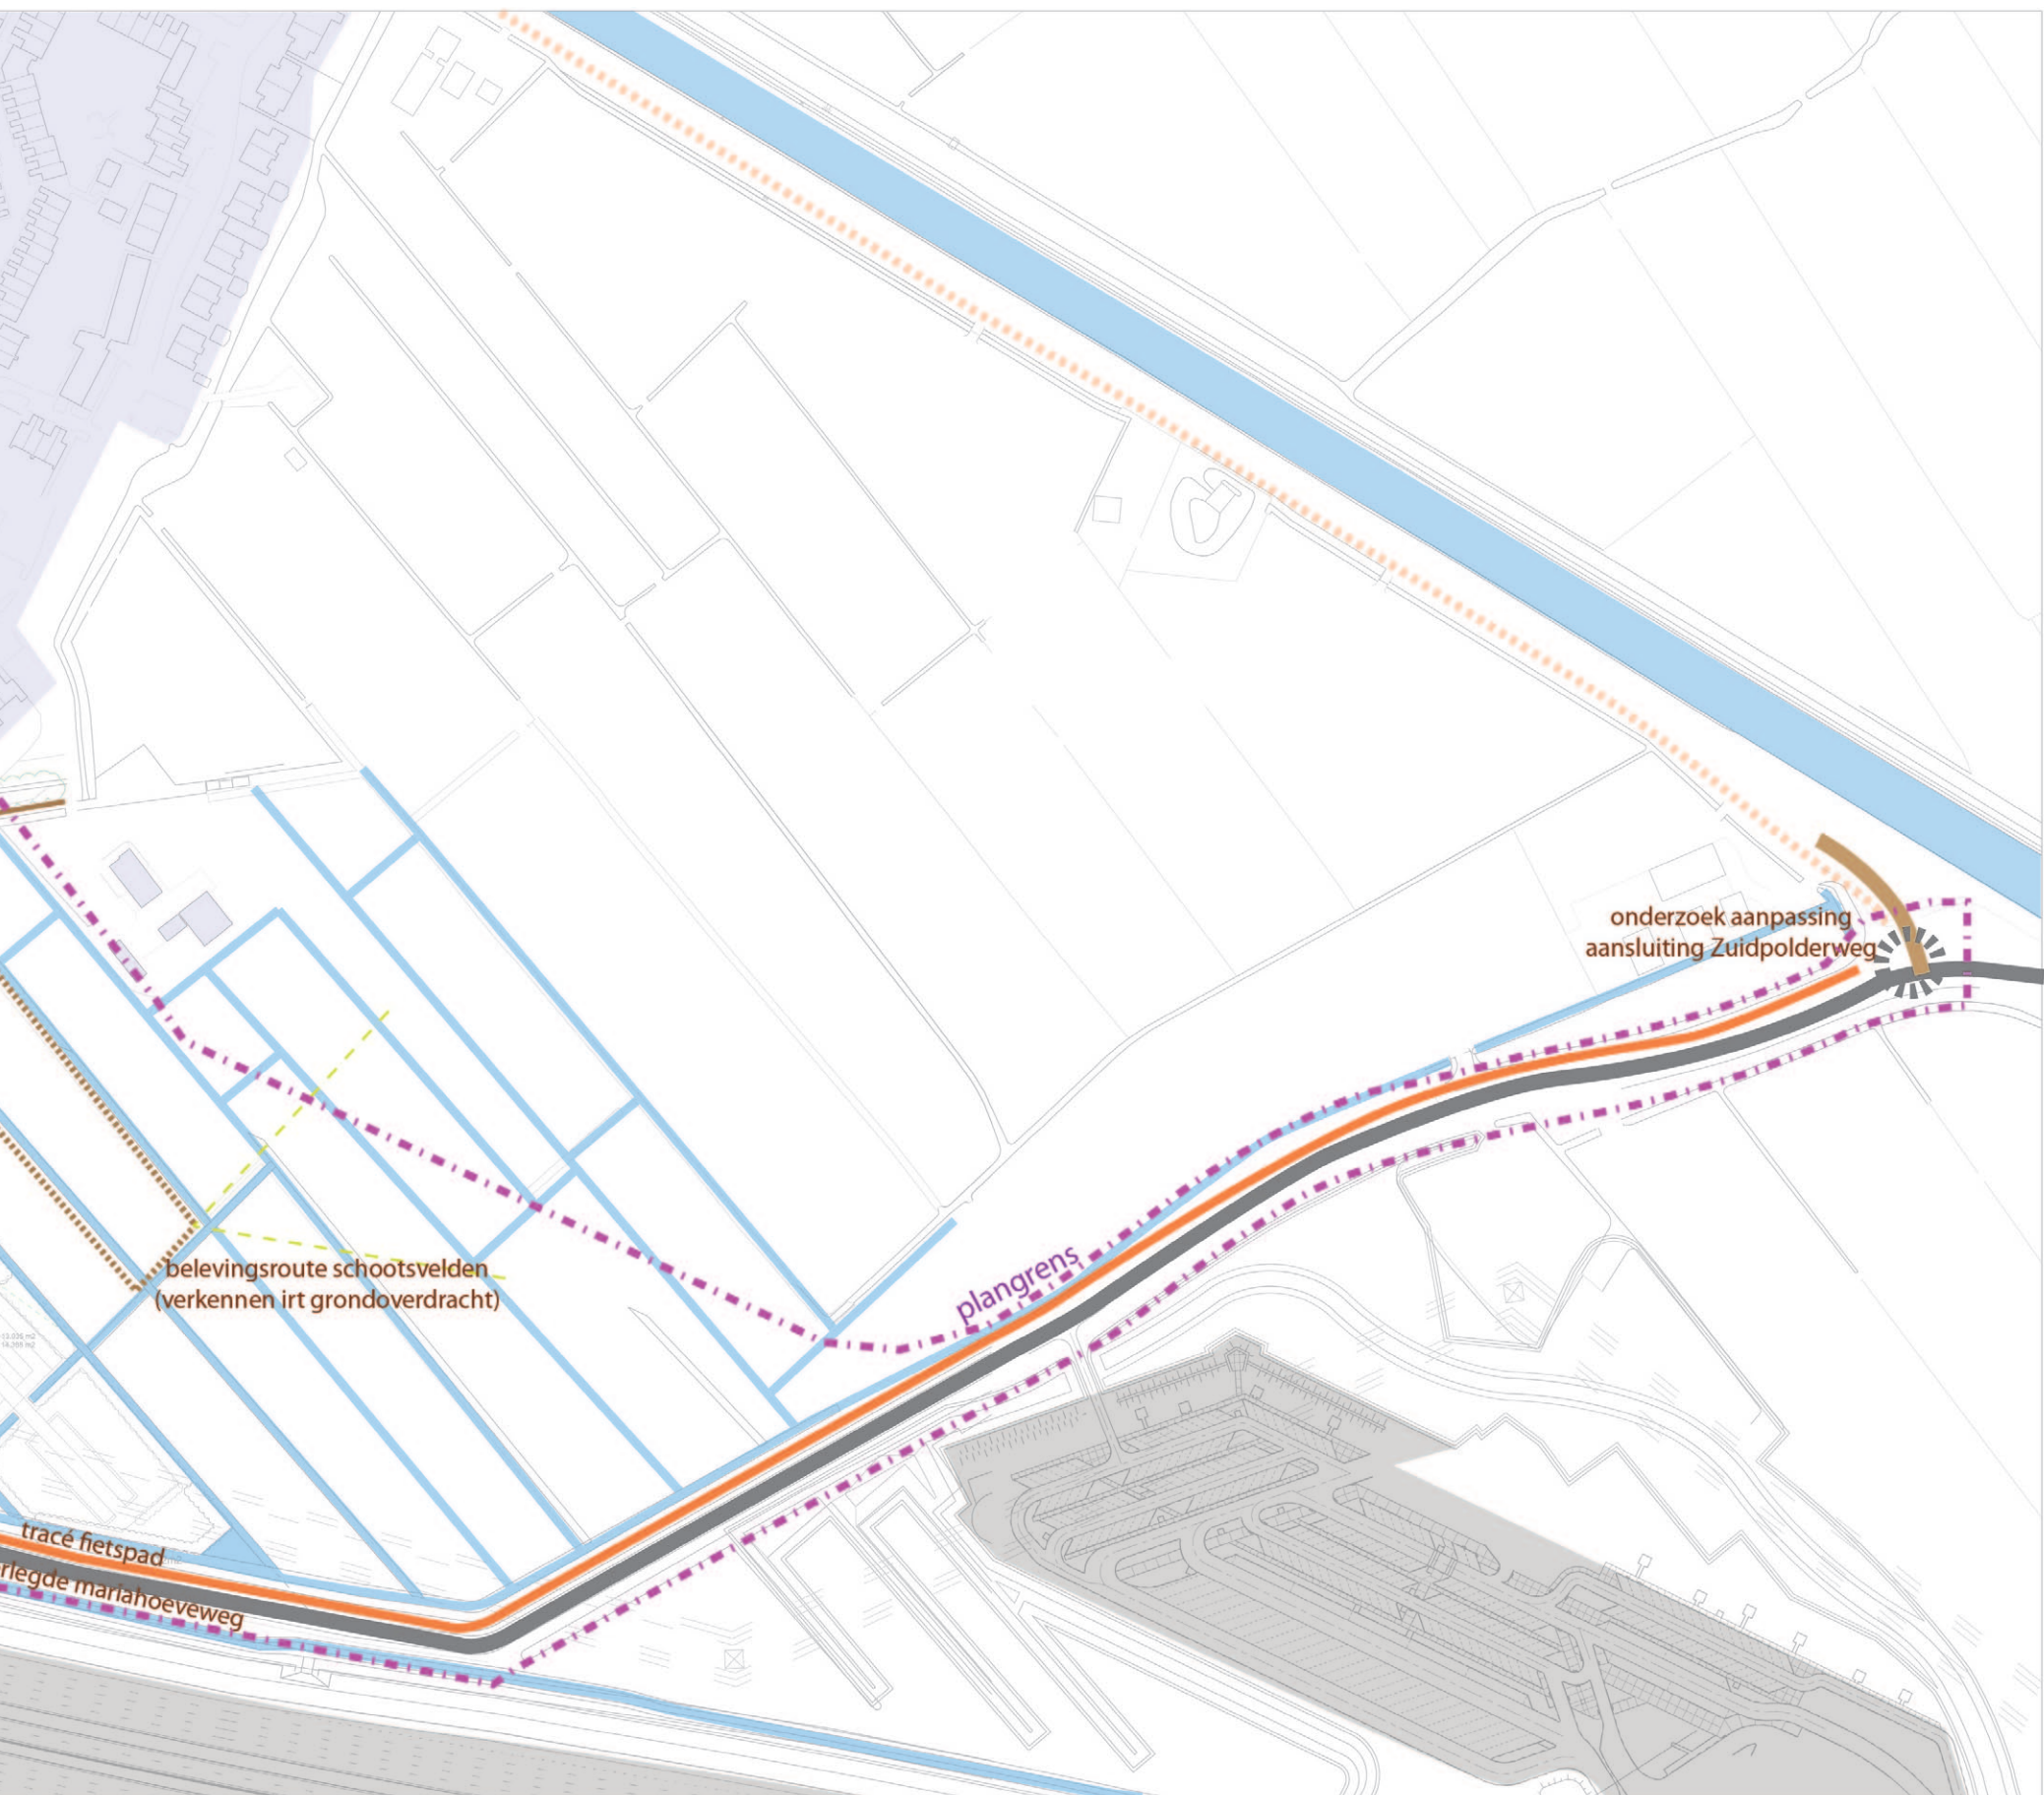 onderzoek aanpassing
aansluiting Zuidpolderweg
plangrens
belevingsroute schootsvelden
(verkennen irt grondoverdracht)
tracé fietspad
rlegde mariahoeveweg